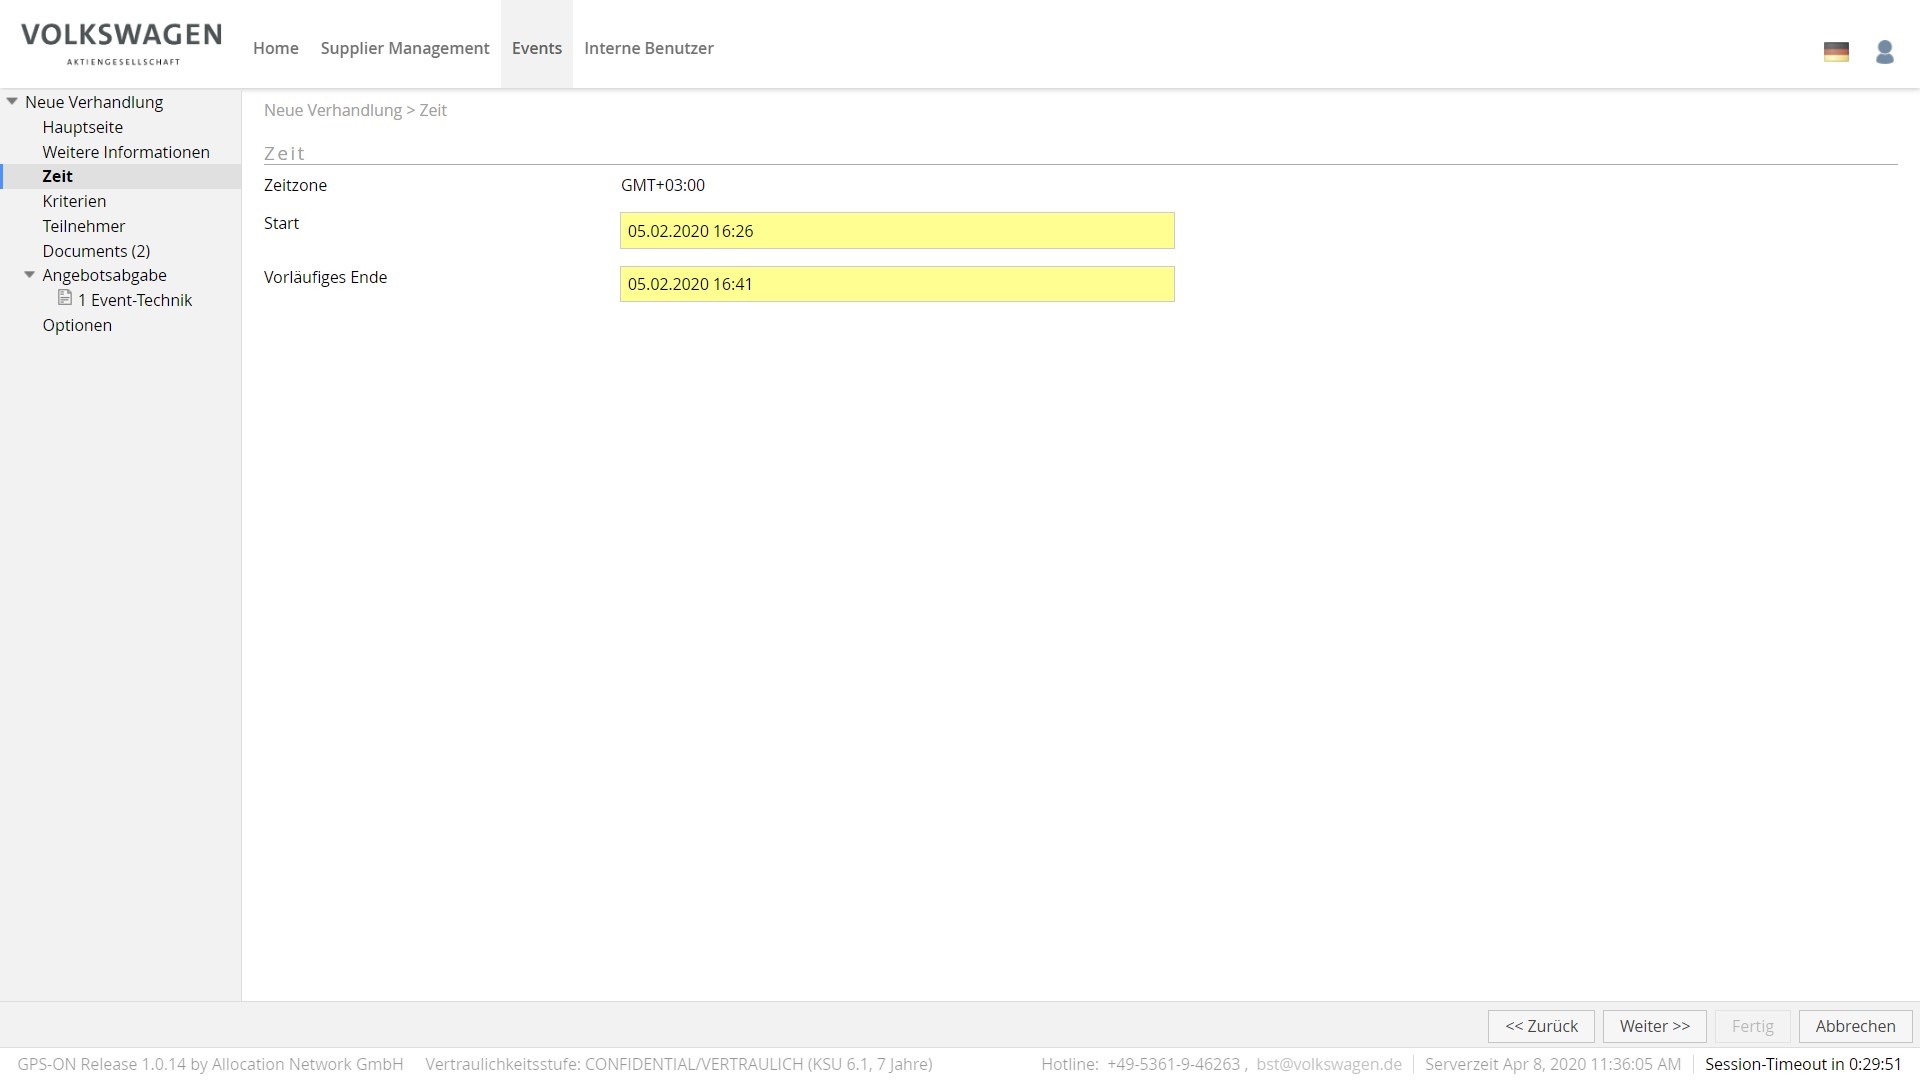 VOLKSWAGEN
AKTIENGESELLSCHAFT
Home Supplier Management Events Interne Benutzer
Neue Verhandlung
Hauptseite
Weitere Informationen
Zeit
Kriterien
Teilnehmer
Documents (2)
Angebotsabgabe
1 Event-Technik
Optionen
Neue Verhandlung > Zeit
Zeit
Zeitzone GMT+03:00
Start 05.02.2020 16:26
Vorläufiges Ende 05.02.2020 16:41
<< Zurück Weiter >> Fertig Abbrechen
GPS-ON Release 1.0.14 by Allocation Network GmbH Vertraulichkeitsstufe: CONFIDENTIAL/VERTRAULICH (KSU 6.1, 7 Jahre) Hotline: +49-5361-9-46263 , bst@volkswagen.de Serverzeit Apr 8, 2020 11:36:05 AM Session-Timeout in 0:29:51